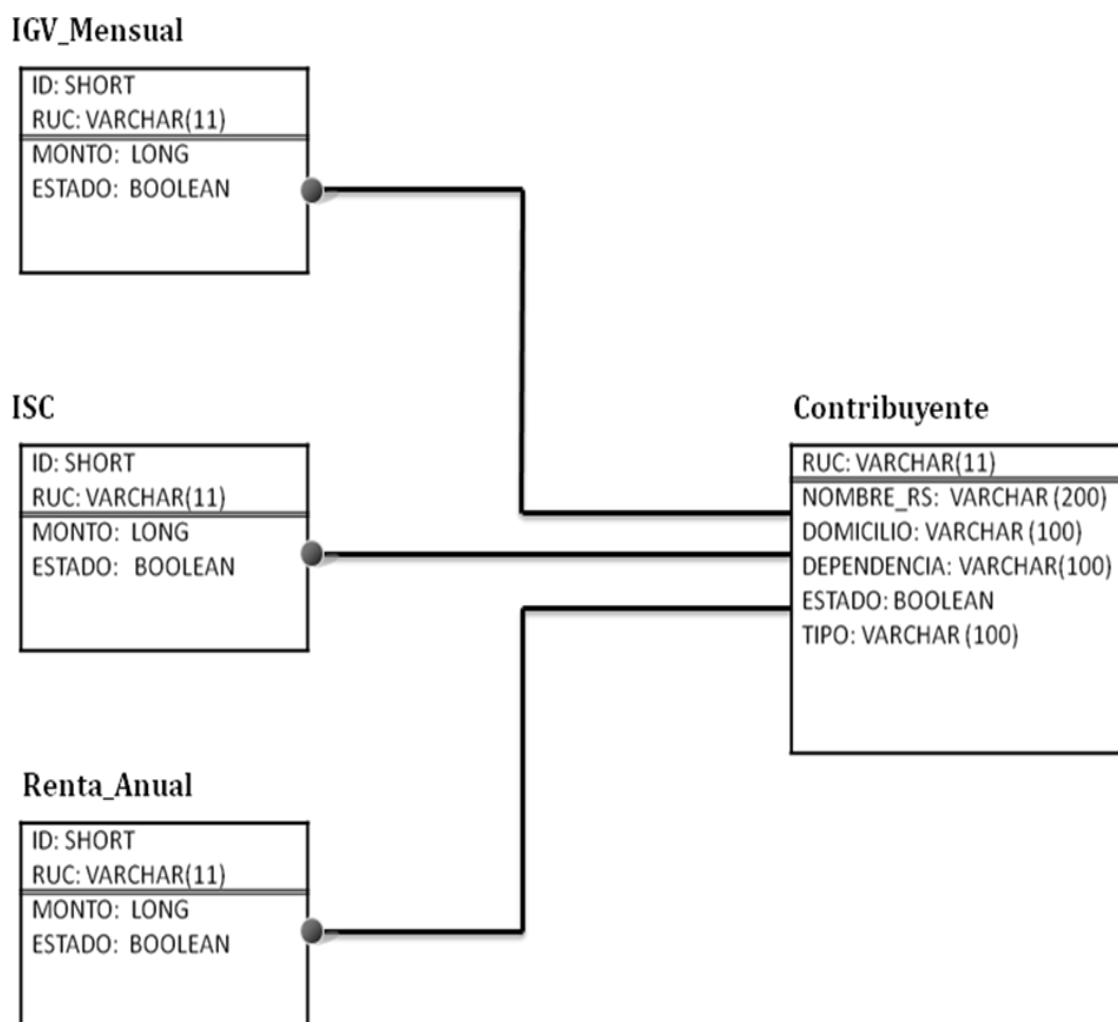 IGV_Mensual
ID: SHORT
RUC: VARCHAR(11)
MONTO: LONG
ESTADO: BOOLEAN
ISC
ID: SHORT
RUC: VARCHAR(11)
MONTO: LONG
ESTADO: BOOLEAN
Contribuyente
RUC: VARCHAR(11)
NOMBRE_RS: VARCHAR (200)
DOMICILIO: VARCHAR (100)
DEPENDENCIA: VARCHAR(100)
ESTADO: BOOLEAN
TIPO: VARCHAR (100)
Renta_Anual
ID: SHORT
RUC: VARCHAR(11)
MONTO: LONG
ESTADO: BOOLEAN